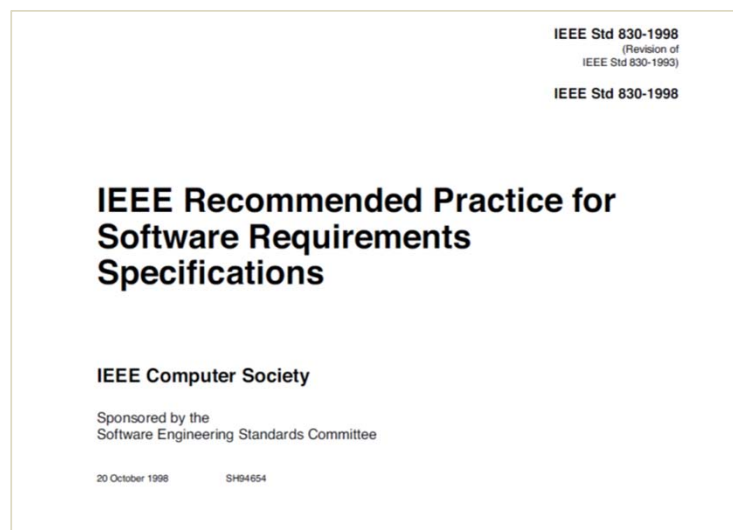 IEEE Std 830-1998
(Revision of
IEEE Std 830-1993)
IEEE Std 830-1998
IEEE Recommended Practice for
Software Requirements
Specifications
IEEE Computer Society
Sponsored by the
Software Engineering Standards Committee
20 October 1998 SH94654